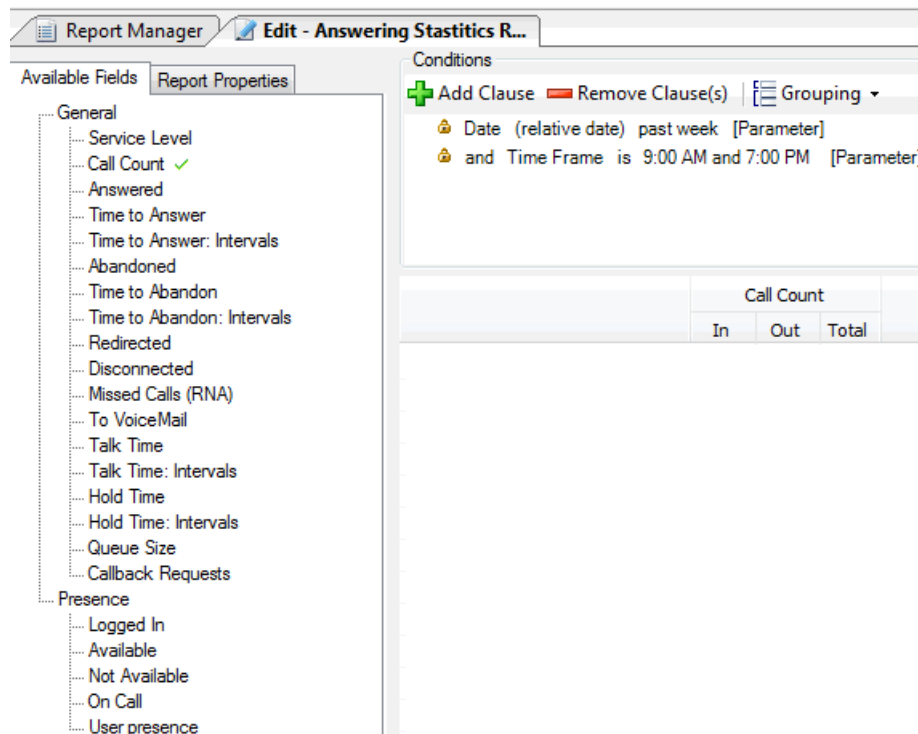 Report Manager
Edit - Answering Stastitics R...
Available Fields
Report Properties
General
Service Level
Call Count
Answered
Time to Answer
Time to Answer: Intervals
Abandoned
Time to Abandon
Time to Abandon: Intervals
Redirected
Disconnected
Missed Calls (RNA)
To VoiceMail
Talk Time
Talk Time: Intervals
Hold Time
Hold Time: Intervals
Queue Size
Callback Requests
Presence
Logged In
Available
Not Available
On Call
User presence
Conditions
Add Clause Remove Clause(s) Grouping
Date (relative date) past week [Parameter]
and Time Frame is 9:00 AM and 7:00 PM [Parameter]
Call Count
In Out Total